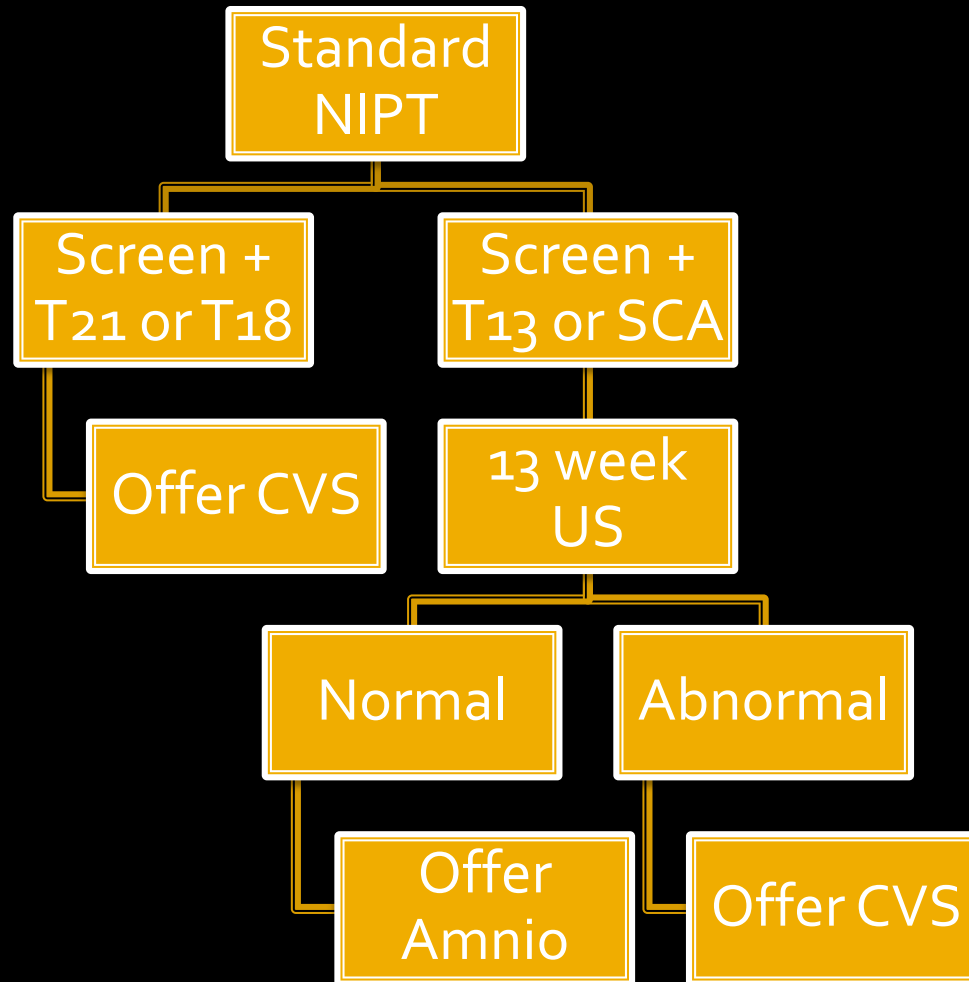 Standard
NIPT
Screen +
T21 or T18
Screen +
T13 or SCA
Offer CVS
13 week
US
Normal
Abnormal
Offer
Amnio
Offer CVS